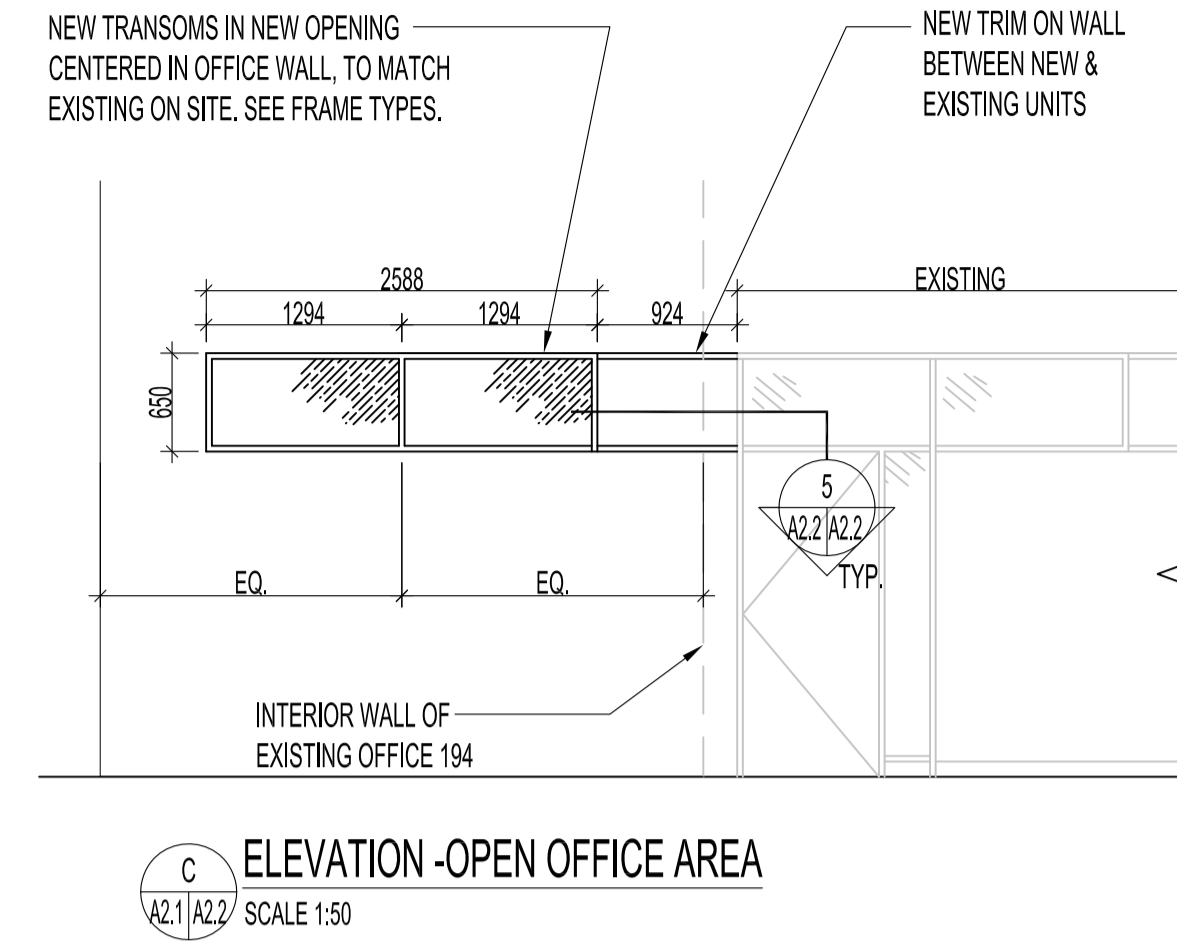 NEW TRANSOMS IN NEW OPENING
CENTERED IN OFFICE WALL, TO MATCH
EXISTING ON SITE. SEE FRAME TYPES.
NEW TRIM ON WALL
BETWEEN NEW &
EXISTING UNITS
2588
EXISTING
1294
1294
924
650
5
A2.2 A2.2
TYP.
EQ.
EQ.
INTERIOR WALL OF
EXISTING OFFICE 194
C
A2.1 A2.2
ELEVATION -OPEN OFFICE AREA
SCALE 1:50